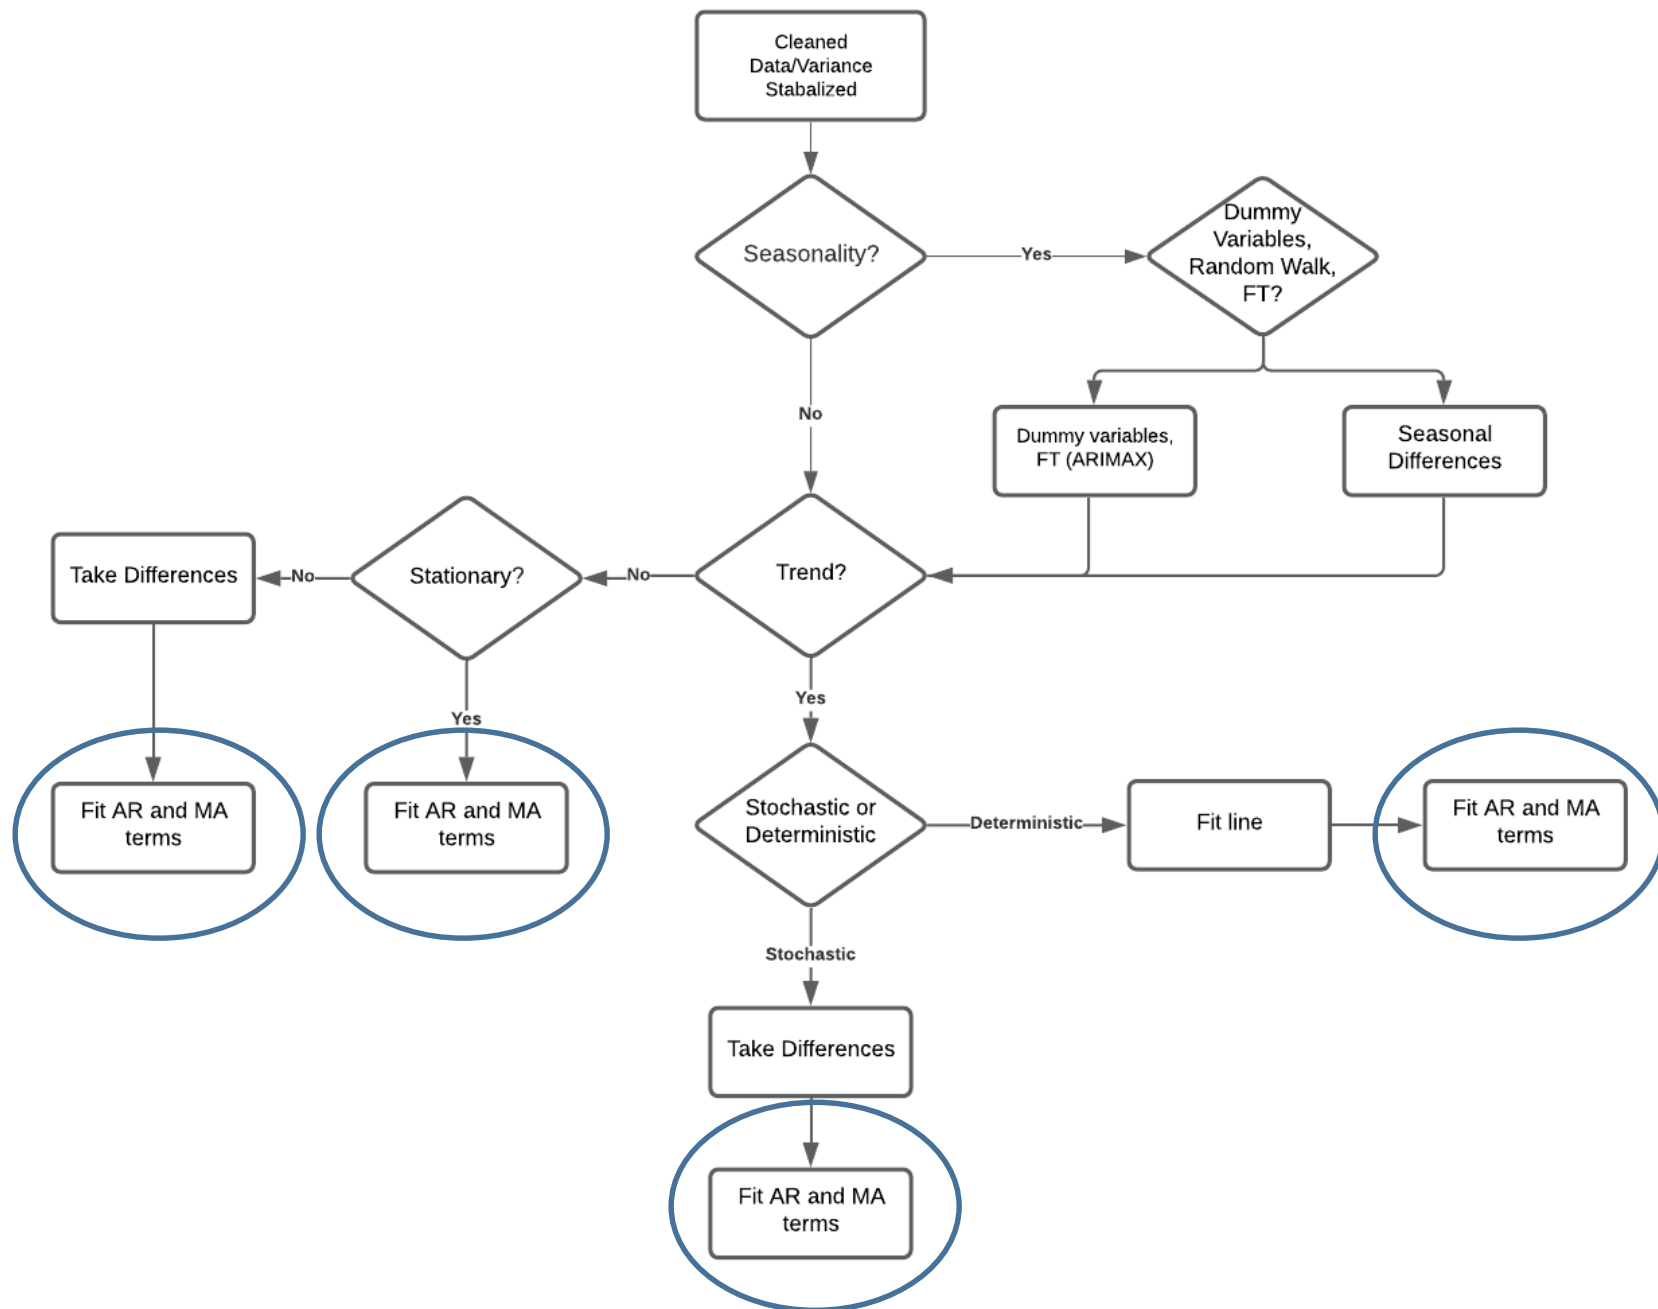 Cleaned
Data/Variance
Stabalized
Seasonality?
Yes
Dummy
Variables,
Random Walk,
FT?
No
Dummy variables,
FT (ARIMAX)
Seasonal
Differences
Take Differences
No
Stationary?
No
Trend?
Yes
Yes
Fit AR and MA
terms
Fit AR and MA
terms
Stochastic or
Deterministic
Deterministic
Fit line
Fit AR and MA
terms
Stochastic
Take Differences
Fit AR and MA
terms